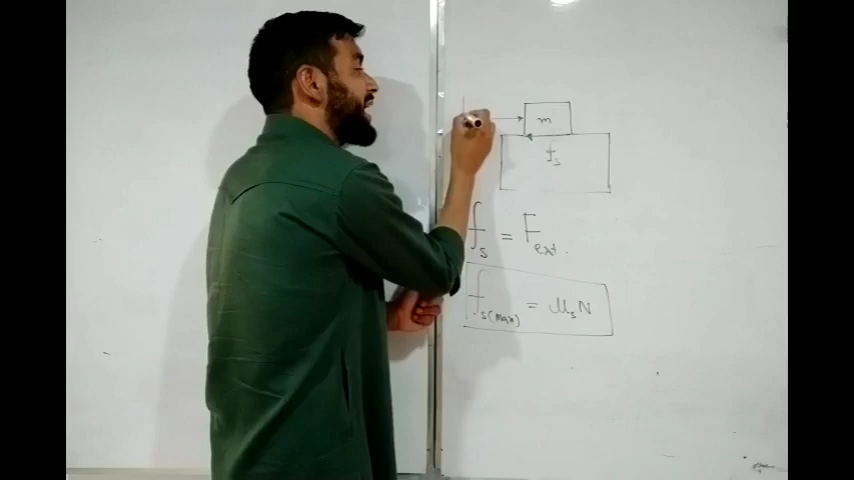 m
f_s
f_s = F_ext.
f_s(max) = μ_s N